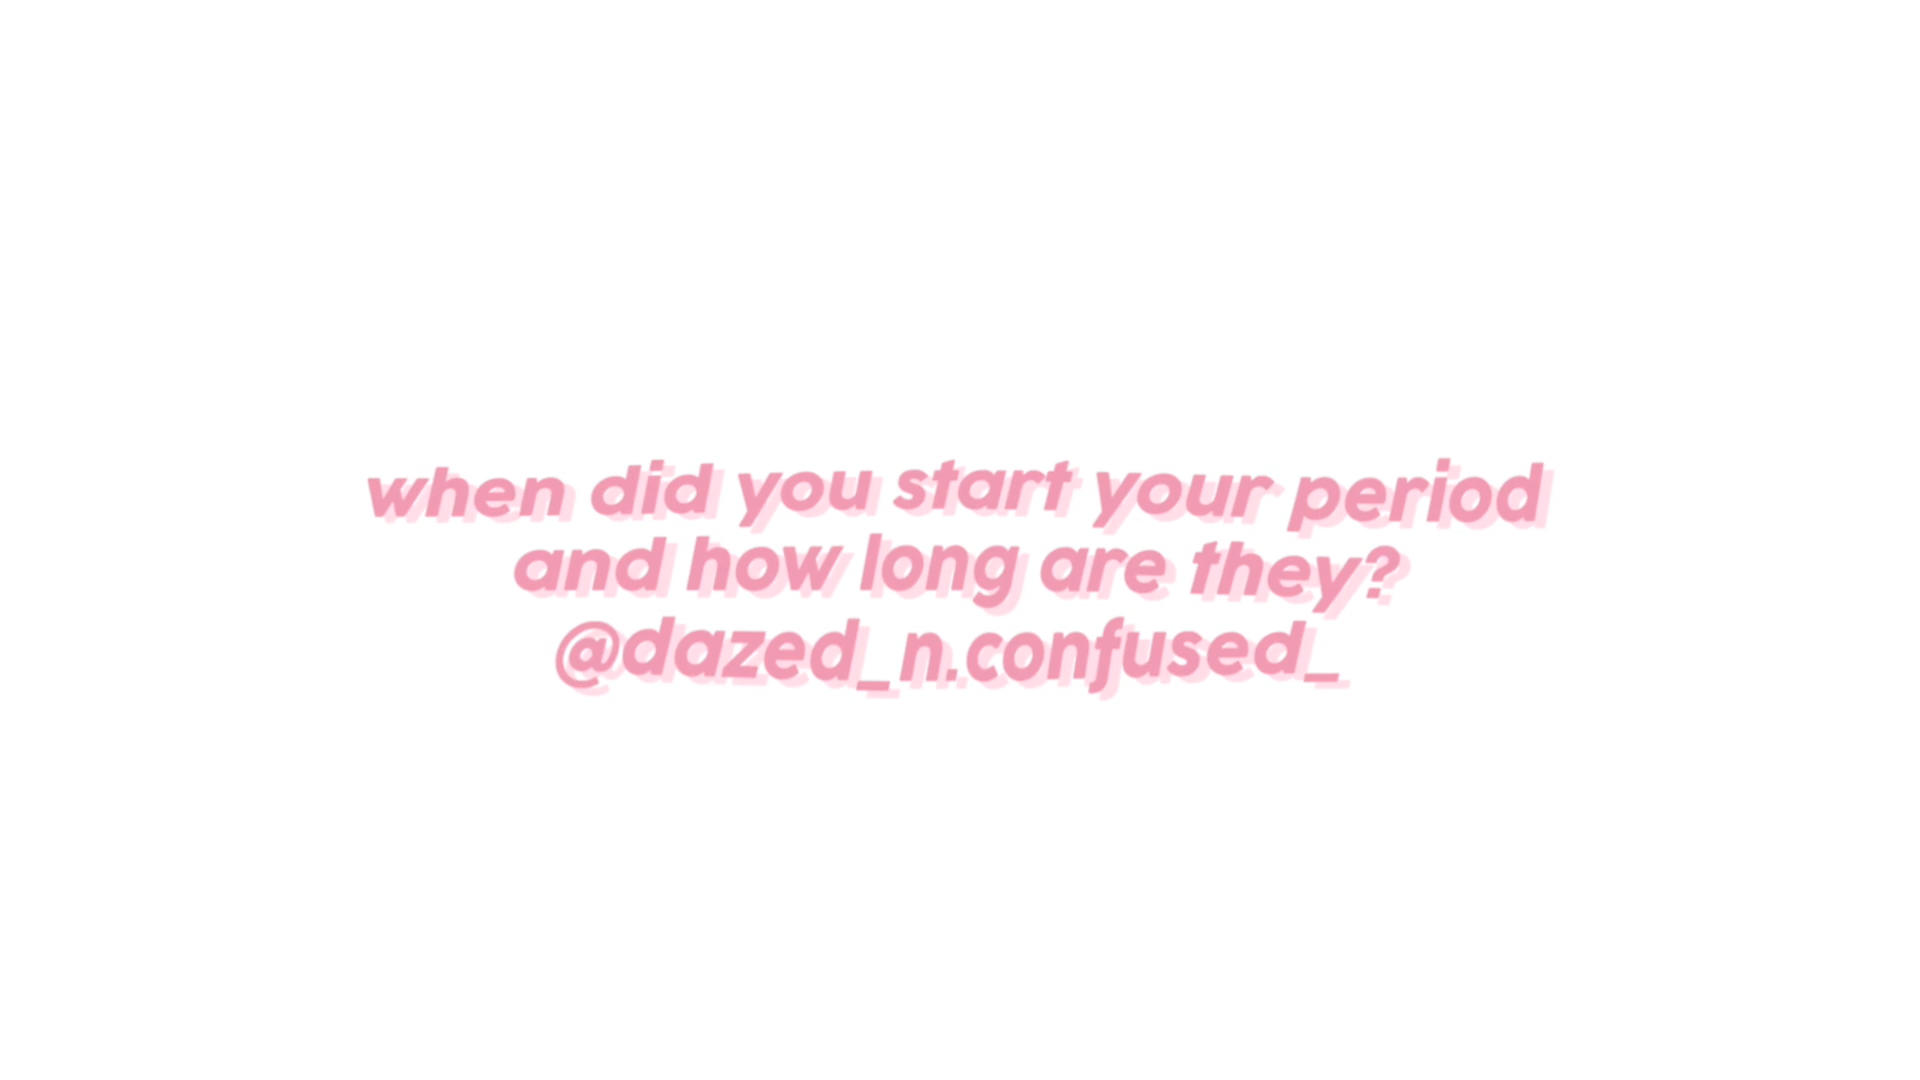 when did you start your period
and how long are they?
@dazed_n.confused_